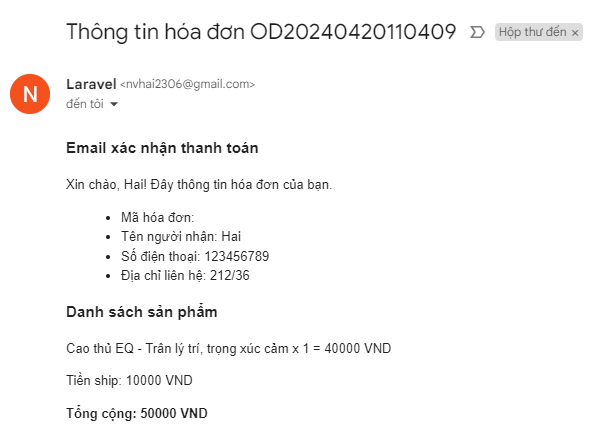 Thông tin hóa đơn OD20240420110409 Hộp thư đến ×
N
Laravel <nvhai2306@gmail.com>
đến tôi
Email xác nhận thanh toán
Xin chào, Hai! Đây thông tin hóa đơn của bạn.
• Mã hóa đơn:
• Tên người nhận: Hai
• Số điện thoại: 123456789
• Địa chỉ liên hệ: 212/36
Danh sách sản phẩm
Cao thủ EQ - Trân lý trí, trọng xúc cảm x 1 = 40000 VND
Tiền ship: 10000 VND
Tổng cộng: 50000 VND